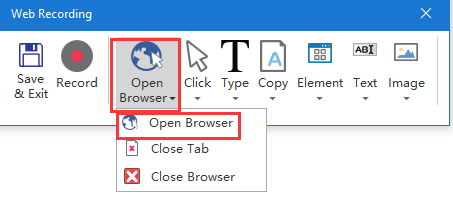 Web Recording
Save
& Exit
Record
Open
Browser
Click
T
Type
A
Copy
Element
ABI
Text
Image
Open Browser
Close Tab
Close Browser